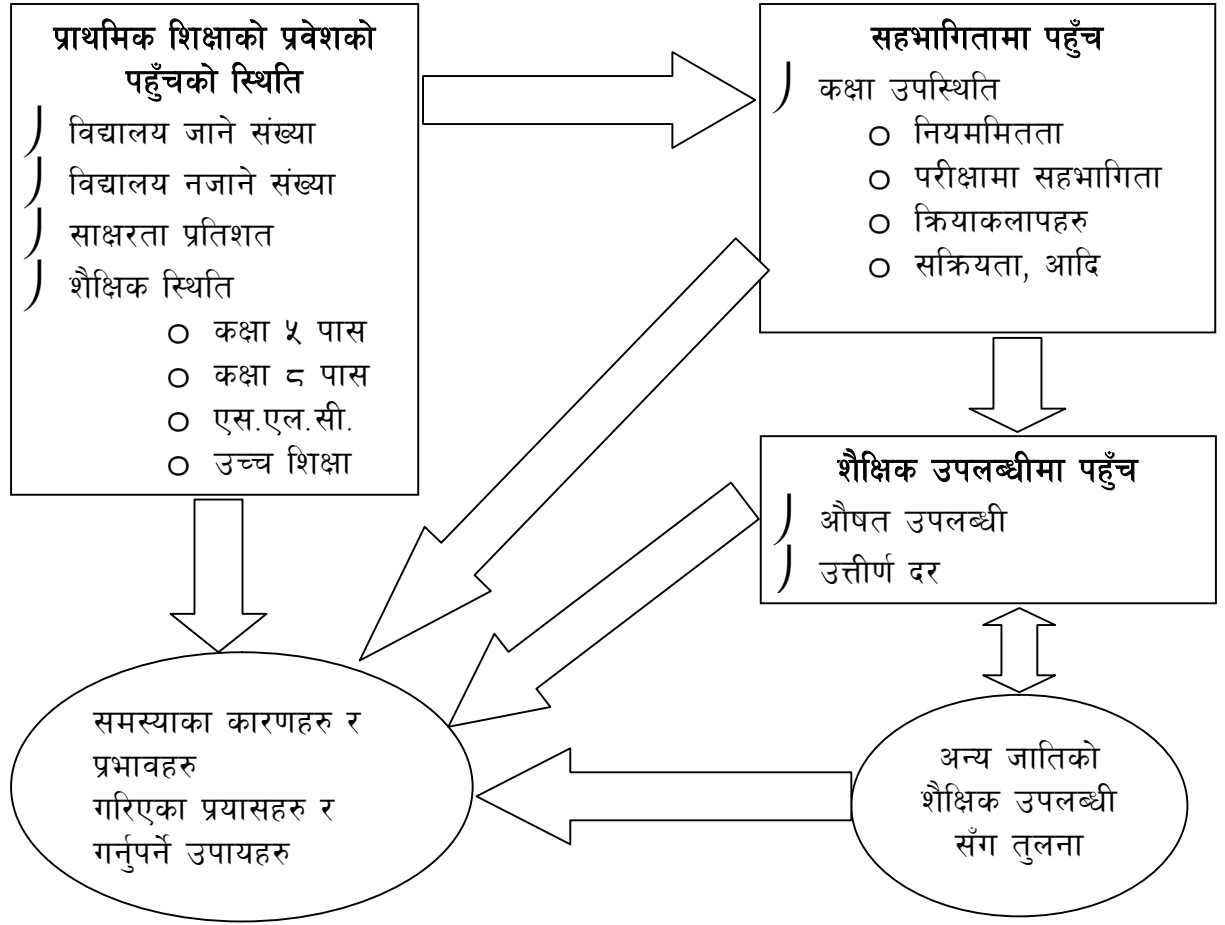 प्राथमिक शिक्षाको प्रवेशको
पहुँचको स्थिति
विद्यालय जाने संख्या
विद्यालय नजाने संख्या
साक्षरता प्रतिशत
शैक्षिक स्थिति
कक्षा ५ पास
कक्षा ८ पास
एस.एल.सी.
उच्च शिक्षा
सहभागितामा पहुँच
कक्षा उपस्थिति
नियममितता
परीक्षामा सहभागिता
क्रियाकलापहरु
सक्रियता, आदि
शैक्षिक उपलब्धीमा पहुँच
औषत उपलब्धी
उत्तीर्ण दर
समस्याका कारणहरु र
प्रभावहरु
गरिएका प्रयासहरु र
गर्नुपर्ने उपायहरु
अन्य जातिको
शैक्षिक उपलब्धी
सँग तुलना